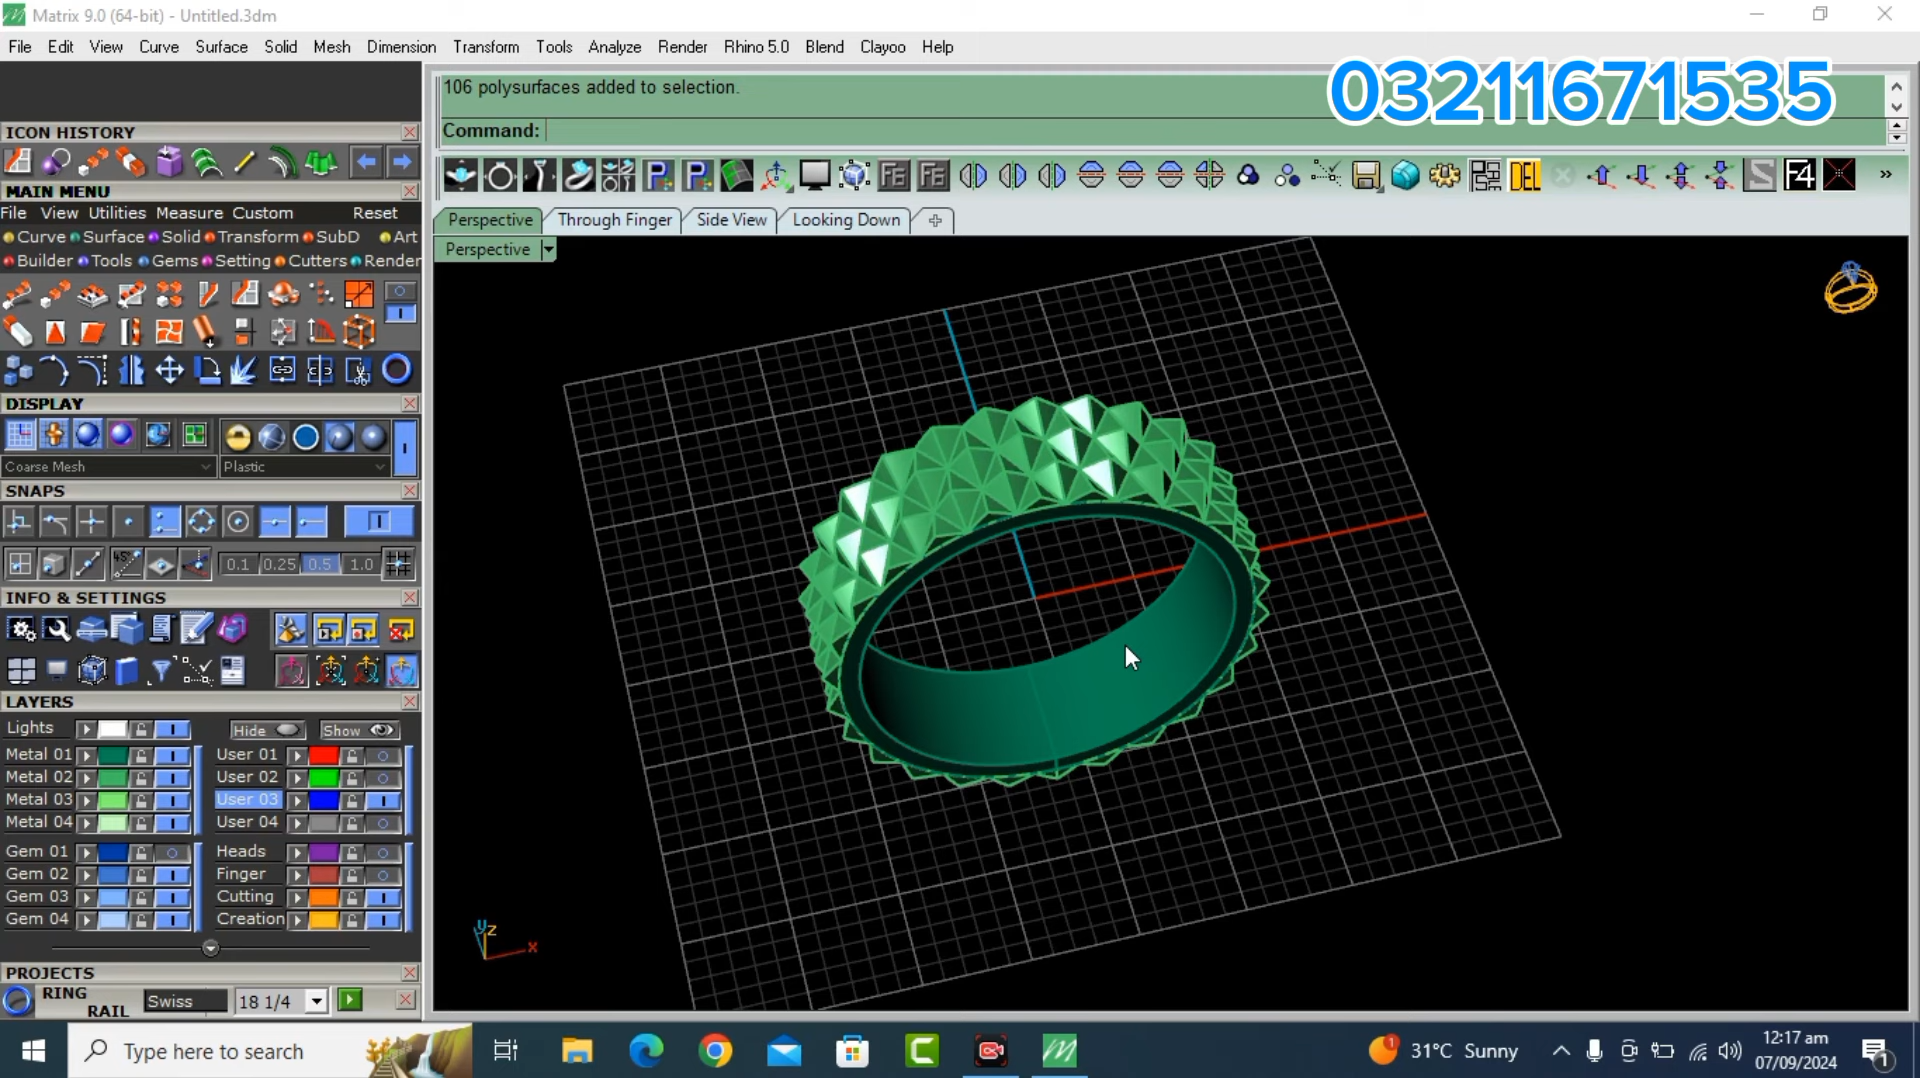 Matrix 9.0 (64-bit) - Untitled.3dm
File Edit View Curve Surface Solid Mesh Dimension Transform Tools Analyze Render Rhino 5.0 Blend Clayoo Help
106 polysurfaces added to selection.
03211671535
Command:
ICON HISTORY
MAIN MENU
File View Utilities Measure Custom Reset
Curve Surface Solid Transform SubD Art
Builder Tools Gems Setting Cutters Render
DEL F4
Perspective Through Finger Side View Looking Down
Perspective
DISPLAY
Coarse Mesh Plastic
SNAPS
45°
0.1 0.25 0.5 1.0
INFO & SETTINGS
LAYERS
Lights Hide Show
Metal 01 User 01
Metal 02 User 02
Metal 03 User 03
Metal 04 User 04
Gem 01 Heads
Gem 02 Finger
Gem 03 Cutting
Gem 04 Creation
y z x
PROJECTS
RING RAIL Swiss 18 1/4
Type here to search
1 31°C Sunny
12:17 am
07/09/2024
1